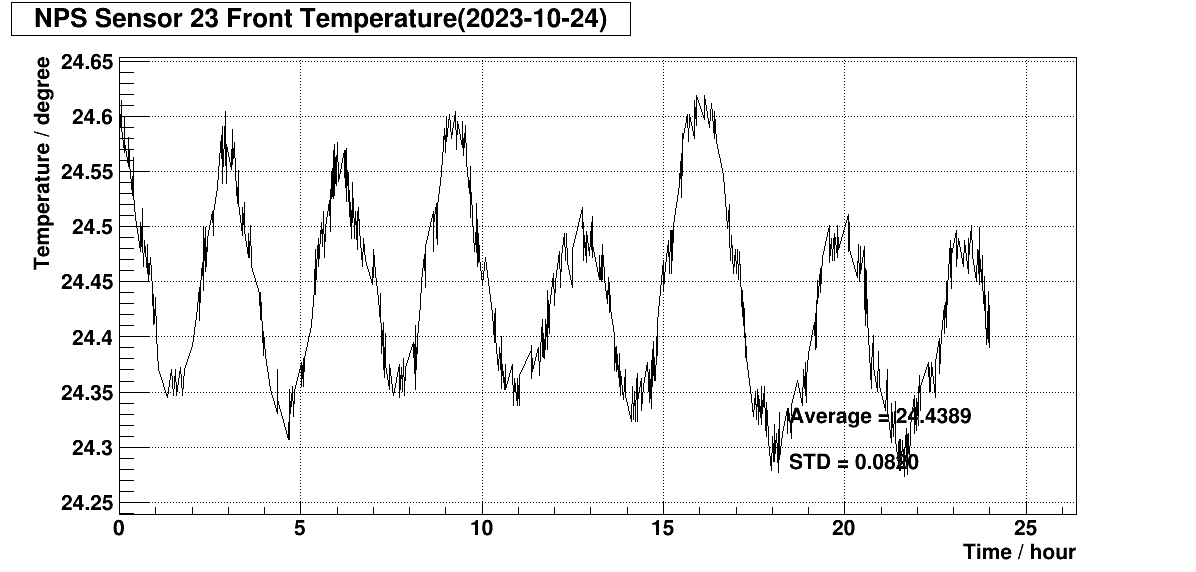 NPS Sensor 23 Front Temperature(2023-10-24)
Temperature / degree
24.65
24.6
24.55
24.5
24.45
24.4
24.35
24.3
24.25
Average = 24.4389
STD = 0.0820
0 5 10 15 20 25
Time / hour